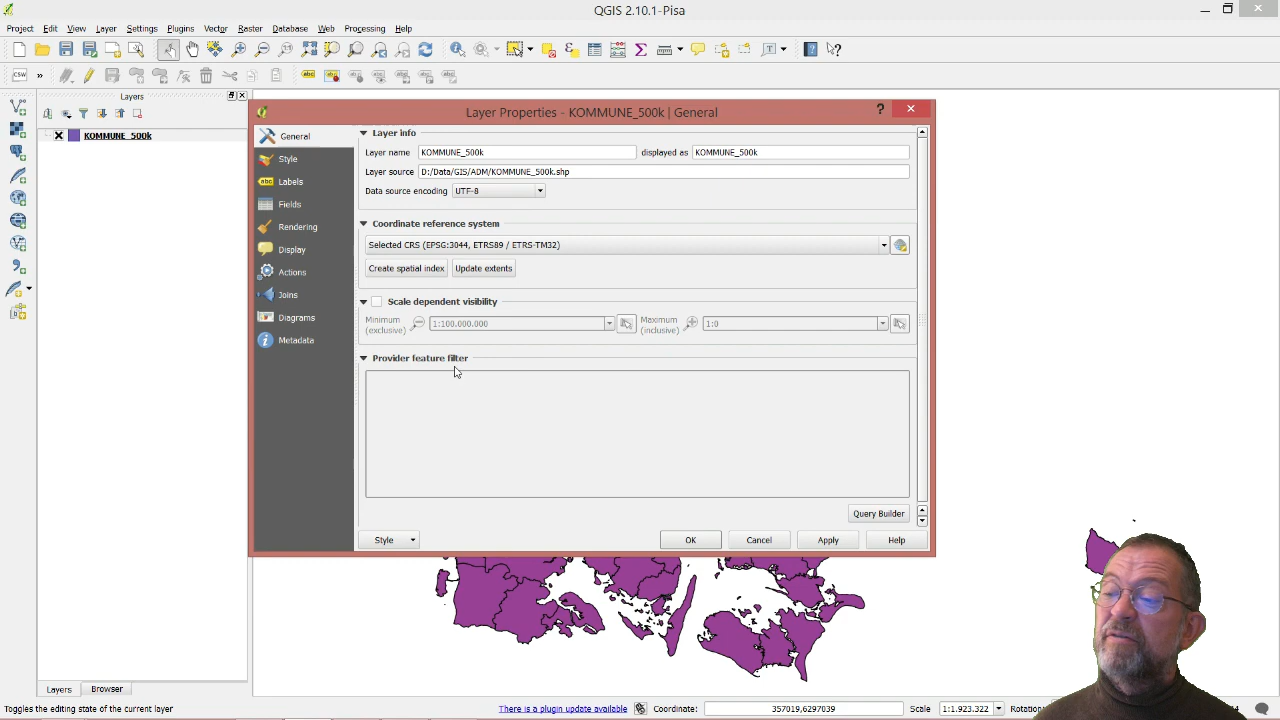 QGIS 2.10.1-Pisa
Project Edit View Layer Settings Plugins Vector Raster Database Web Processing Help
CSW »
Layers
KOMMUNE_500k
Layer Properties - KOMMUNE_500k | General
General
Style
Labels
Fields
Rendering
Display
Actions
Joins
Diagrams
Metadata
Layer info
Layer name KOMMUNE_500k displayed as KOMMUNE_500k
Layer source D:/Data/GIS/ADM/KOMMUNE_500k.shp
Data source encoding UTF-8
Coordinate reference system
Selected CRS (EPSG:3044, ETRS89 / ETRS-TM32)
Create spatial index Update extents
Scale dependent visibility
Minimum (exclusive) 1:100.000.000 Maximum (inclusive) 1:0
Provider feature filter
Query Builder
Style OK Cancel Apply Help
Layers Browser
Toggles the editing state of the current layer There is a plugin update available Coordinate: 357019,6297039 Scale 1:1.923.322 Rotation: